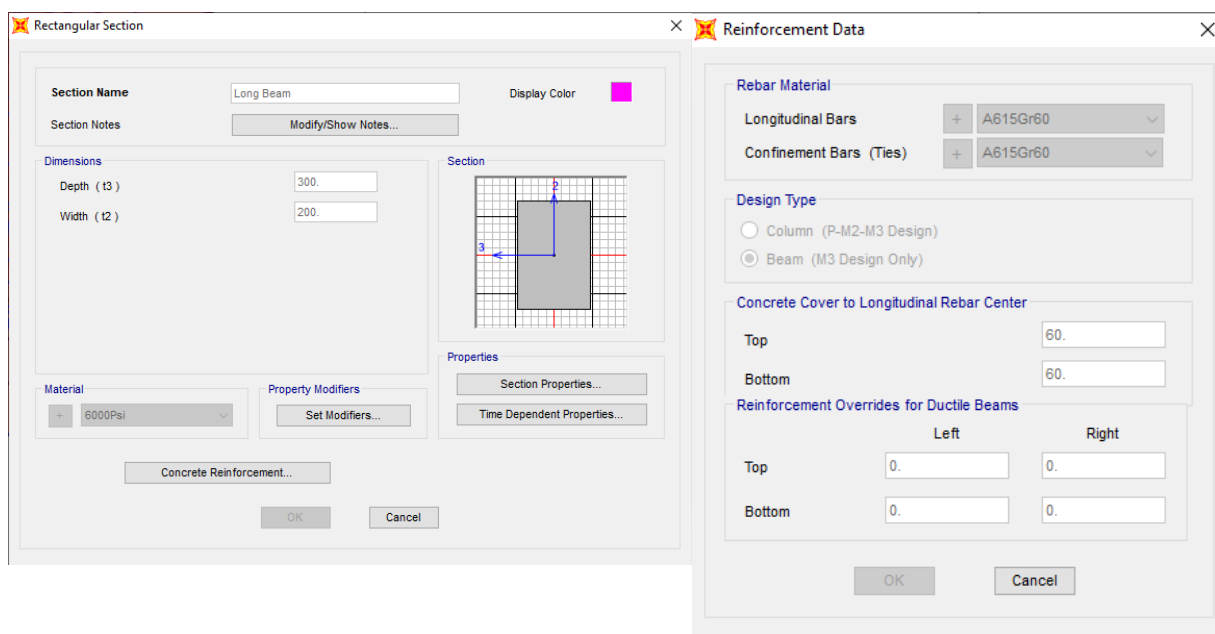 Rectangular Section
Section Name Long Beam Display Color
Section Notes Modify/Show Notes...
Dimensions
Depth ( t3 ) 300.
Width ( t2 ) 200.
Section
2
3
Properties
Section Properties...
Time Dependent Properties...
Material
+ 6000Psi
Property Modifiers
Set Modifiers...
Concrete Reinforcement...
OK Cancel
Reinforcement Data
Rebar Material
Longitudinal Bars + A615Gr60
Confinement Bars (Ties) + A615Gr60
Design Type
Column (P-M2-M3 Design)
Beam (M3 Design Only)
Concrete Cover to Longitudinal Rebar Center
Top 60.
Bottom 60.
Reinforcement Overrides for Ductile Beams
Left Right
Top 0. 0.
Bottom 0. 0.
OK Cancel